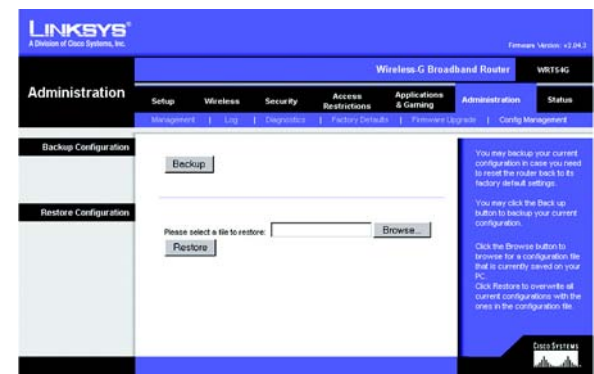 LINKSYS®
A Division of Cisco Systems, Inc.
Firmware Version: v2.04.3
Wireless-G Broadband Router WRT54G
Administration
Setup Wireless Security Access Restrictions Applications & Gaming Administration Status
Management | Log | Diagnostics | Factory Defaults | Firmware Upgrade | Config Management
Backup Configuration
Backup
You may backup your current
configuration in case you need
to reset the router back to its
factory default settings.
You may click the Back up
button to backup your current
configuration.
Restore Configuration
Please select a file to restore: Browse...
Restore
Click the Browse button to
browse for a configuration file
that is currently saved on your
PC.
Click Restore to overwrite all
current configurations with the
ones in the configuration file.
CISCO SYSTEMS